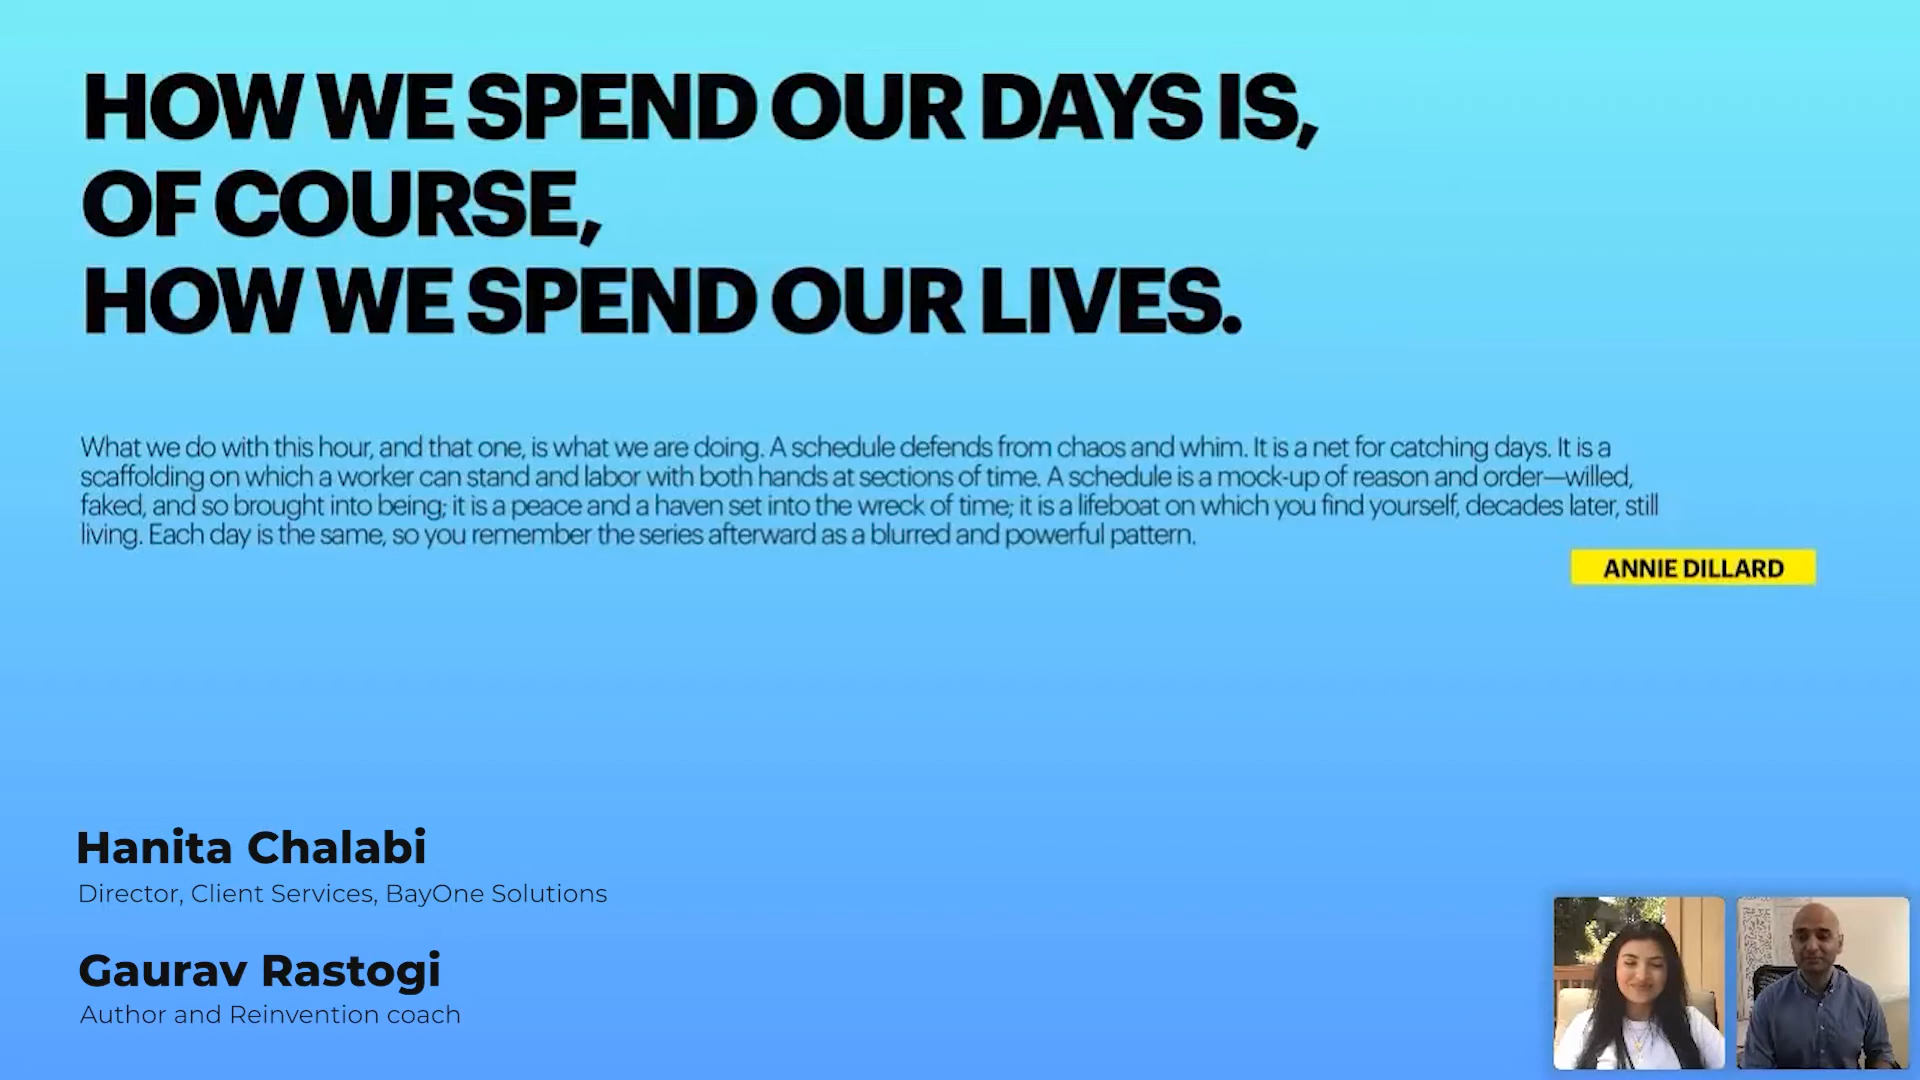 HOW WE SPEND OUR DAYS IS,
OF COURSE,
HOW WE SPEND OUR LIVES.
What we do with this hour, and that one, is what we are doing. A schedule defends from chaos and whim. It is a net for catching days. It is a
scaffolding on which a worker can stand and labor with both hands at sections of time. A schedule is a mock-up of reason and order—willed,
faked, and so brought into being; it is a peace and a haven set into the wreck of time; it is a lifeboat on which you find yourself, decades later, still
living. Each day is the same, so you remember the series afterward as a blurred and powerful pattern.
ANNIE DILLARD
Hanita Chalabi
Director, Client Services, BayOne Solutions
Gaurav Rastogi
Author and Reinvention coach